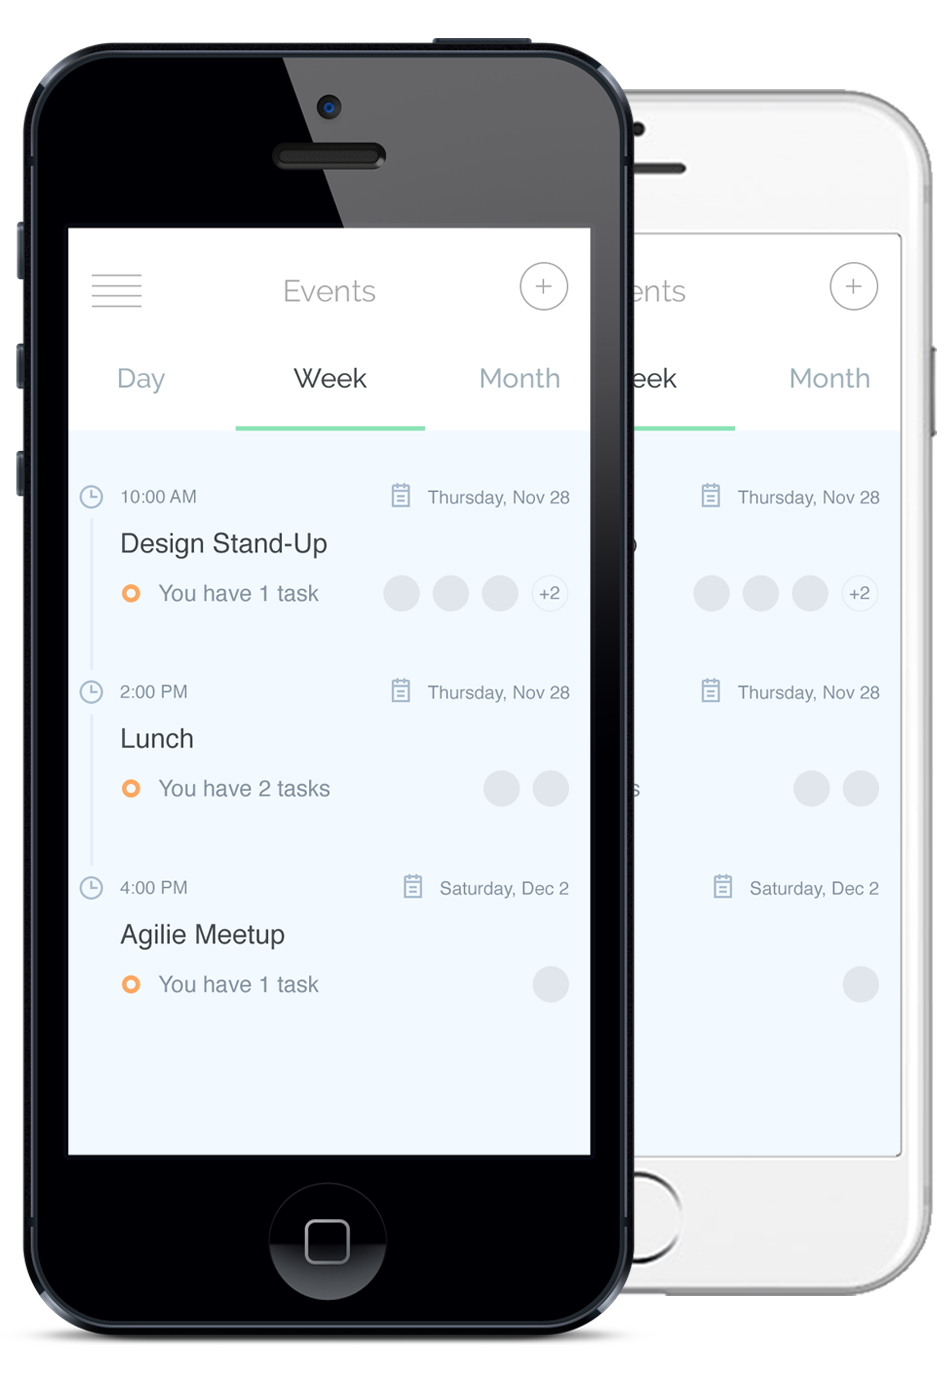 Events
Day Week Month
10:00 AM Thursday, Nov 28
Design Stand-Up
You have 1 task +2
2:00 PM Thursday, Nov 28
Lunch
You have 2 tasks
4:00 PM Saturday, Dec 2
Agilie Meetup
You have 1 task
ents
eek Month
Thursday, Nov 28
+2
Thursday, Nov 28
s
Saturday, Dec 2